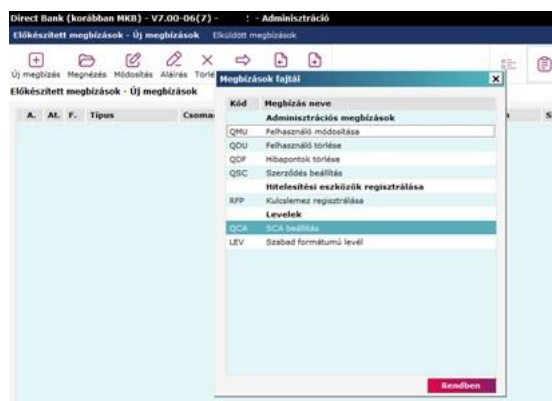 Direct Bank (korábban MKB) - V7.00-06(7) - ! - Adminisztráció
Előkészített megbízások - Új megbízások Elküldött megbízások
Új megbízás Megnézés Módosítás Aláírás
Előkészített megbízások - Új megbízások
A. At. F. Típus
Megbízások fajtái
Kód Megbízás neve
Adminisztrációs megbízások
QMU Felhasználó módosítása
QDU Felhasználó törlése
QDF Hibapontok törlése
QSC Szerződés beállítás
Hitelesítési eszközök regisztrálása
RFP Kulcslemez regisztrálása
Levelek
QCA SCA beállítás
LEV Szabad formátumú levél
Rendben